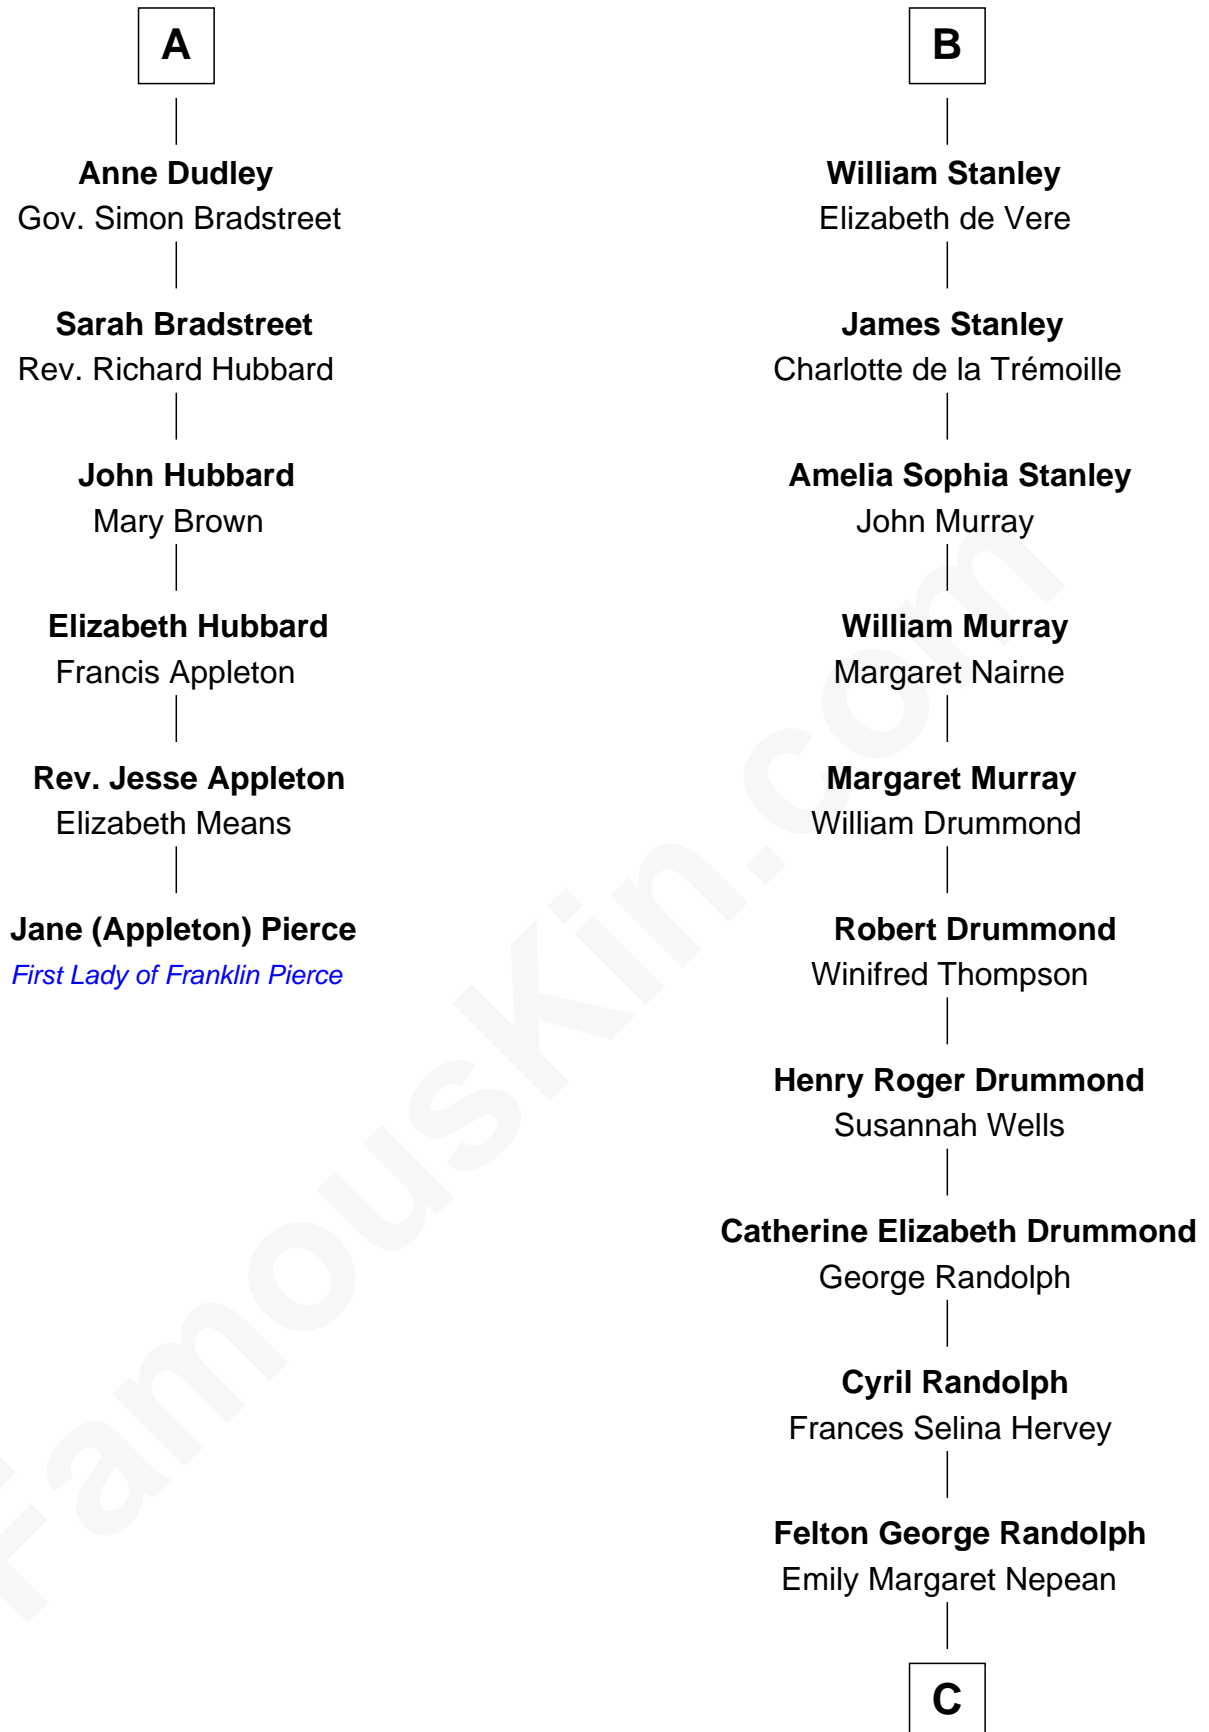 A
Anne Dudley
Gov. Simon Bradstreet
Sarah Bradstreet
Rev. Richard Hubbard
John Hubbard
Mary Brown
Elizabeth Hubbard
Francis Appleton
Rev. Jesse Appleton
Elizabeth Means
Jane (Appleton) Pierce
First Lady of Franklin Pierce
B
William Stanley
Elizabeth de Vere
James Stanley
Charlotte de la Trémoille
Amelia Sophia Stanley
John Murray
William Murray
Margaret Nairne
Margaret Murray
William Drummond
Robert Drummond
Winifred Thompson
Henry Roger Drummond
Susannah Wells
Catherine Elizabeth Drummond
George Randolph
Cyril Randolph
Frances Selina Hervey
Felton George Randolph
Emily Margaret Nepean
C
FamousKin.com